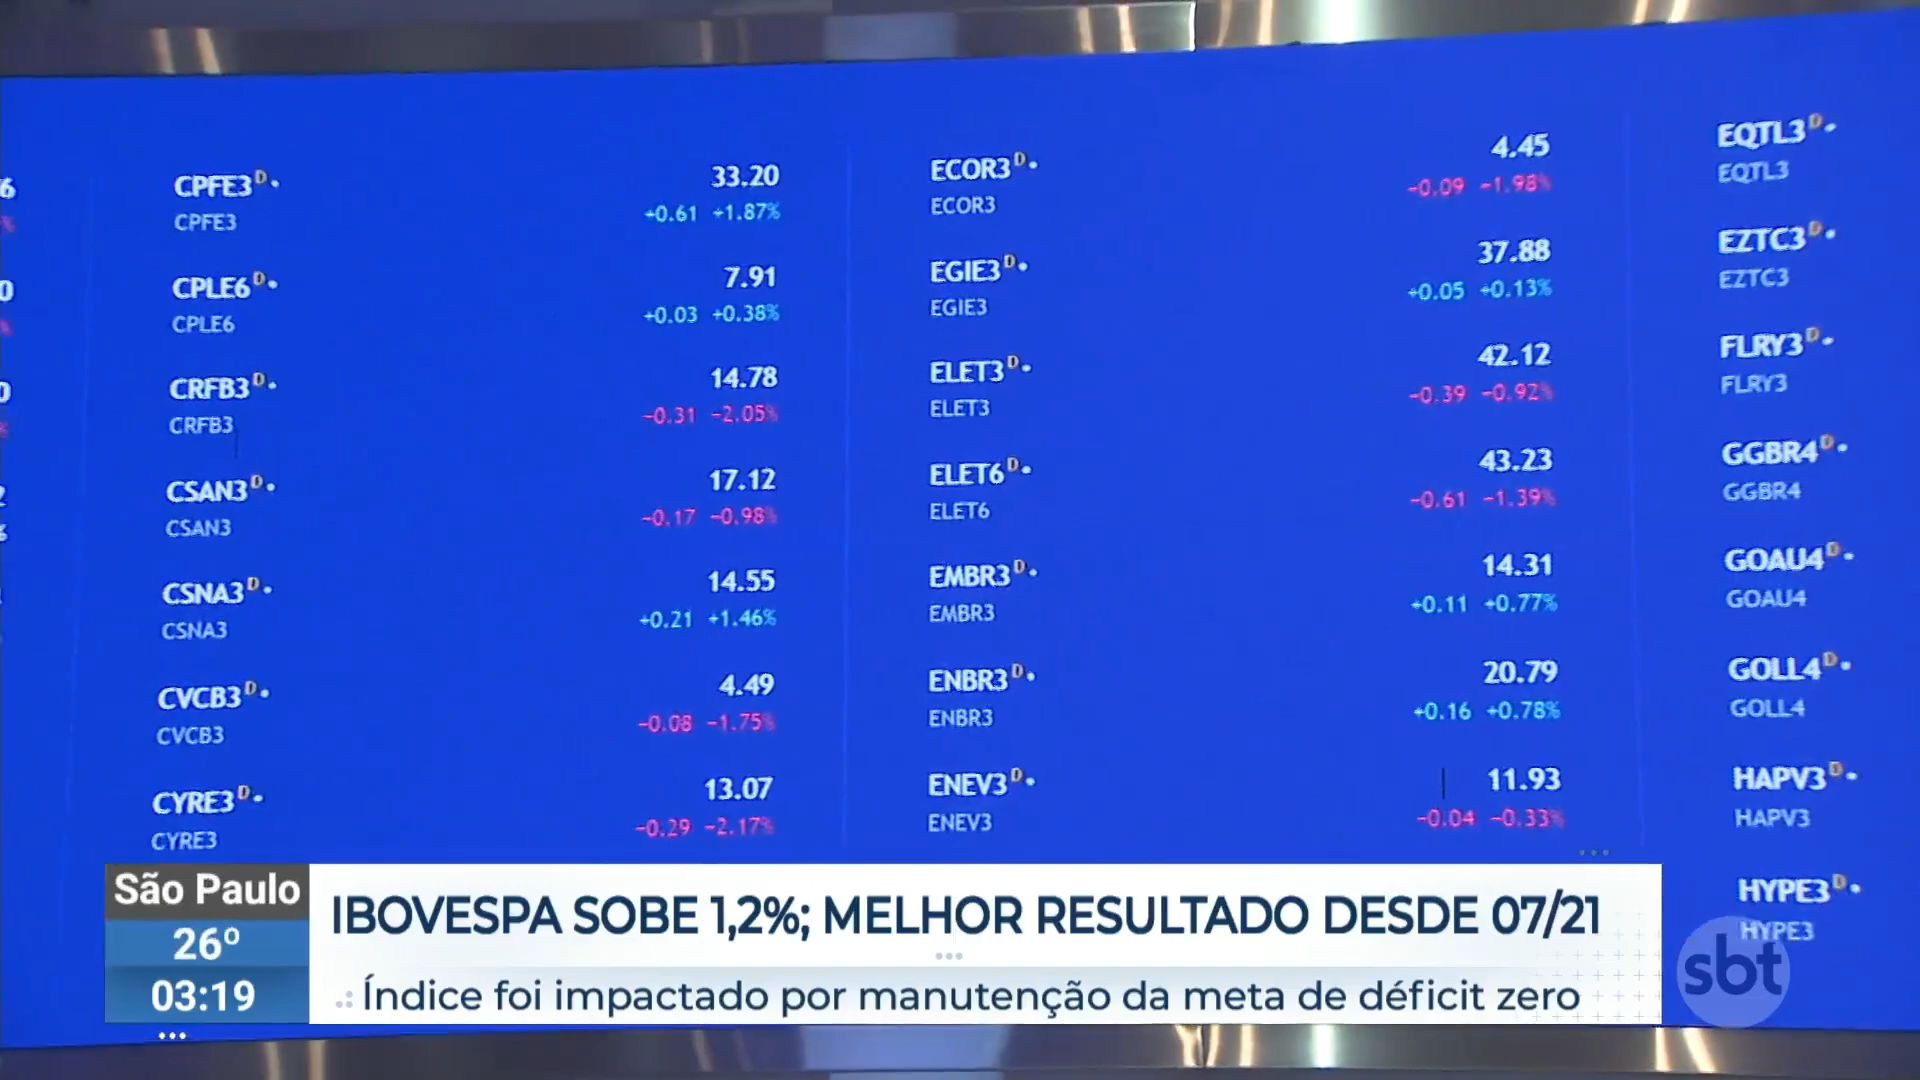 CPFE3 D
33.20
CPFE3
+0.61 +1.87%
CPLE6 D
7.91
CPLE6
+0.03 +0.38%
CRFB3 D
14.78
CRFB3
-0.31 -2.05%
CSAN3 D
17.12
CSAN3
-0.17 -0.98%
CSNA3 D
14.55
CSNA3
+0.21 +1.46%
CVCB3 D
4.49
CVCB3
-0.08 -1.75%
CYRE3 D
13.07
CYRE3
-0.29 -2.17%
ECOR3 D
4.45
ECOR3
-0.09 -1.98%
EGIE3 D
37.88
EGIE3
+0.05 +0.13%
ELET3 D
42.12
ELET3
-0.39 -0.92%
ELET6 D
43.23
ELET6
-0.61 -1.39%
EMBR3 D
14.31
EMBR3
+0.11 +0.77%
ENBR3 D
20.79
ENBR3
+0.16 +0.78%
ENEV3 D
11.93
ENEV3
-0.04 -0.33%
EQTL3 D
EQTL3
EZTC3 D
EZTC3
FLRY3 D
FLRY3
GGBR4 D
GGBR4
GOAU4 D
GOAU4
GOLL4 D
GOLL4
HAPV3 D
HAPV3
HYPE3 D
HYPE3
São Paulo
26º
03:19
IBOVESPA SOBE 1,2%; MELHOR RESULTADO DESDE 07/21
Índice foi impactado por manutenção da meta de déficit zero
sbt